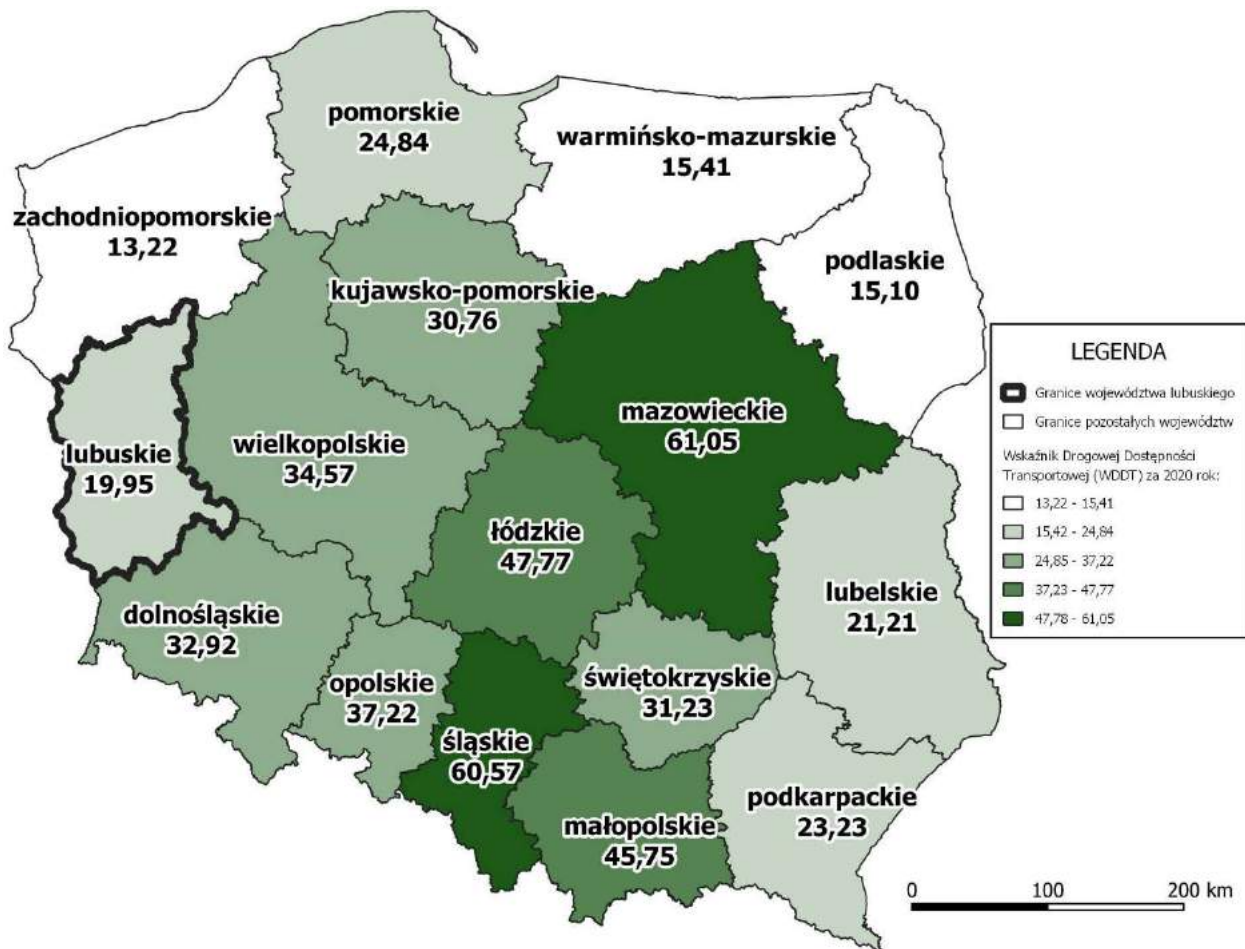 pomorskie
24,84
warmińsko-mazurskie
15,41
zachodniopomorskie
13,22
podlaskie
15,10
kujawsko-pomorskie
30,76
mazowieckie
61,05
wielkopolskie
34,57
lubuskie
19,95
łódzkie
47,77
lubelskie
21,21
dolnośląskie
32,92
opolskie
37,22
świętokrzyskie
31,23
śląskie
60,57
podkarpackie
23,23
małopolskie
45,75
LEGENDA
Granice województwa lubuskiego
Granice pozostałych województw
Wskaźnik Drogowej Dostępności
Transportowej (WDDT) za 2020 rok:
13,22 - 15,41
15,42 - 24,84
24,85 - 37,22
37,23 - 47,77
47,78 - 61,05
0 100 200 km